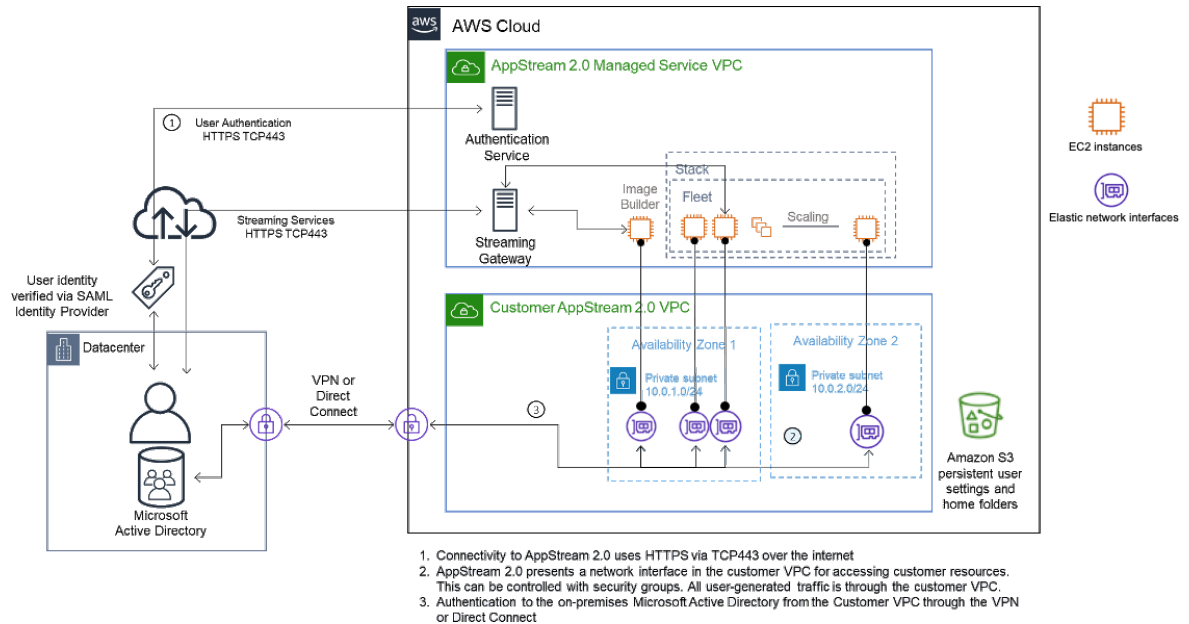 aws
AWS Cloud
AppStream 2.0 Managed Service VPC
1
User Authentication
HTTPS TCP443
Authentication
Service
Stack
Image
Builder
Fleet
Scaling
Streaming Services
HTTPS TCP443
Streaming
Gateway
EC2 instances
Elastic network interfaces
User identity
verified via SAML
Identity Provider
Customer AppStream 2.0 VPC
Datacenter
Availability Zone 1
Private subnet
10.0.1.0/24
Availability Zone 2
Private subnet
10.0.2.0/24
VPN or
Direct
Connect
3
2
Microsoft
Active Directory
Amazon S3
persistent user
settings and
home folders
1. Connectivity to AppStream 2.0 uses HTTPS via TCP443 over the internet
2. AppStream 2.0 presents a network interface in the customer VPC for accessing customer resources.
This can be controlled with security groups. All user-generated traffic is through the customer VPC.
3. Authentication to the on-premises Microsoft Active Directory from the Customer VPC through the VPN
or Direct Connect